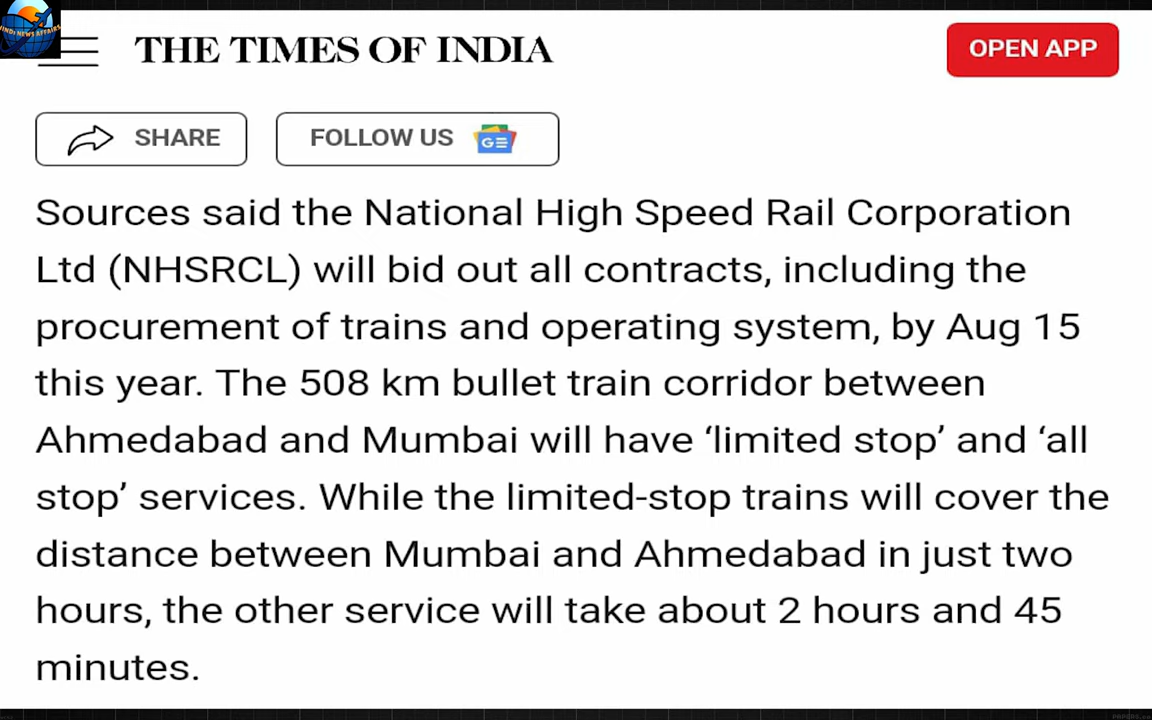 HINDI NEWS AFFAIRS
THE TIMES OF INDIA
OPEN APP
SHARE
FOLLOW US
GE
Sources said the National High Speed Rail Corporation
Ltd (NHSRCL) will bid out all contracts, including the
procurement of trains and operating system, by Aug 15
this year. The 508 km bullet train corridor between
Ahmedabad and Mumbai will have ‘limited stop’ and ‘all
stop’ services. While the limited-stop trains will cover the
distance between Mumbai and Ahmedabad in just two
hours, the other service will take about 2 hours and 45
minutes.